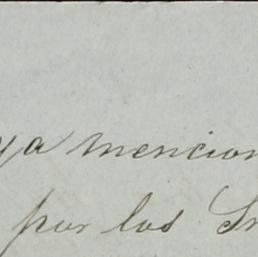 ya mencion
por los Sr